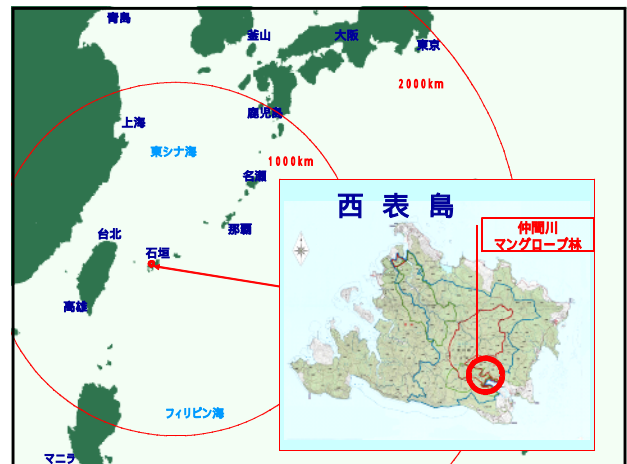 青島
釜山
大阪
東京
2000km
鹿児島
上海
東シナ海
1000km
名瀬
西表島
那覇
仲間川
マングローブ林
台北
石垣
高雄
フィリピン海
マニラ